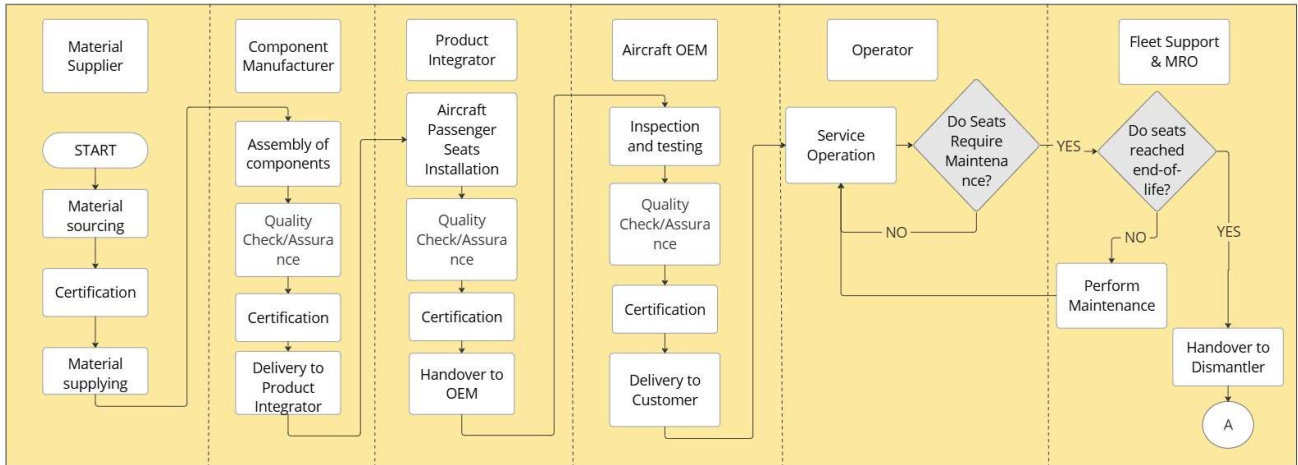 Material
Supplier
START
Material
sourcing
Certification
Material
supplying
Component
Manufacturer
Assembly of
components
Quality
Check/Assura
nce
Certification
Delivery to
Product
Integrator
Product
Integrator
Aircraft
Passenger
Seats
Installation
Quality
Check/Assura
nce
Certification
Handover to
OEM
Aircraft OEM
Inspection
and testing
Quality
Check/Assura
nce
Certification
Delivery to
Customer
Operator
Service
Operation
Do Seats
Require
Maintena
nce?
NO
YES
Fleet Support
& MRO
Do seats
reached
end-of-
life?
NO
YES
Perform
Maintenance
Handover to
Dismantler
A